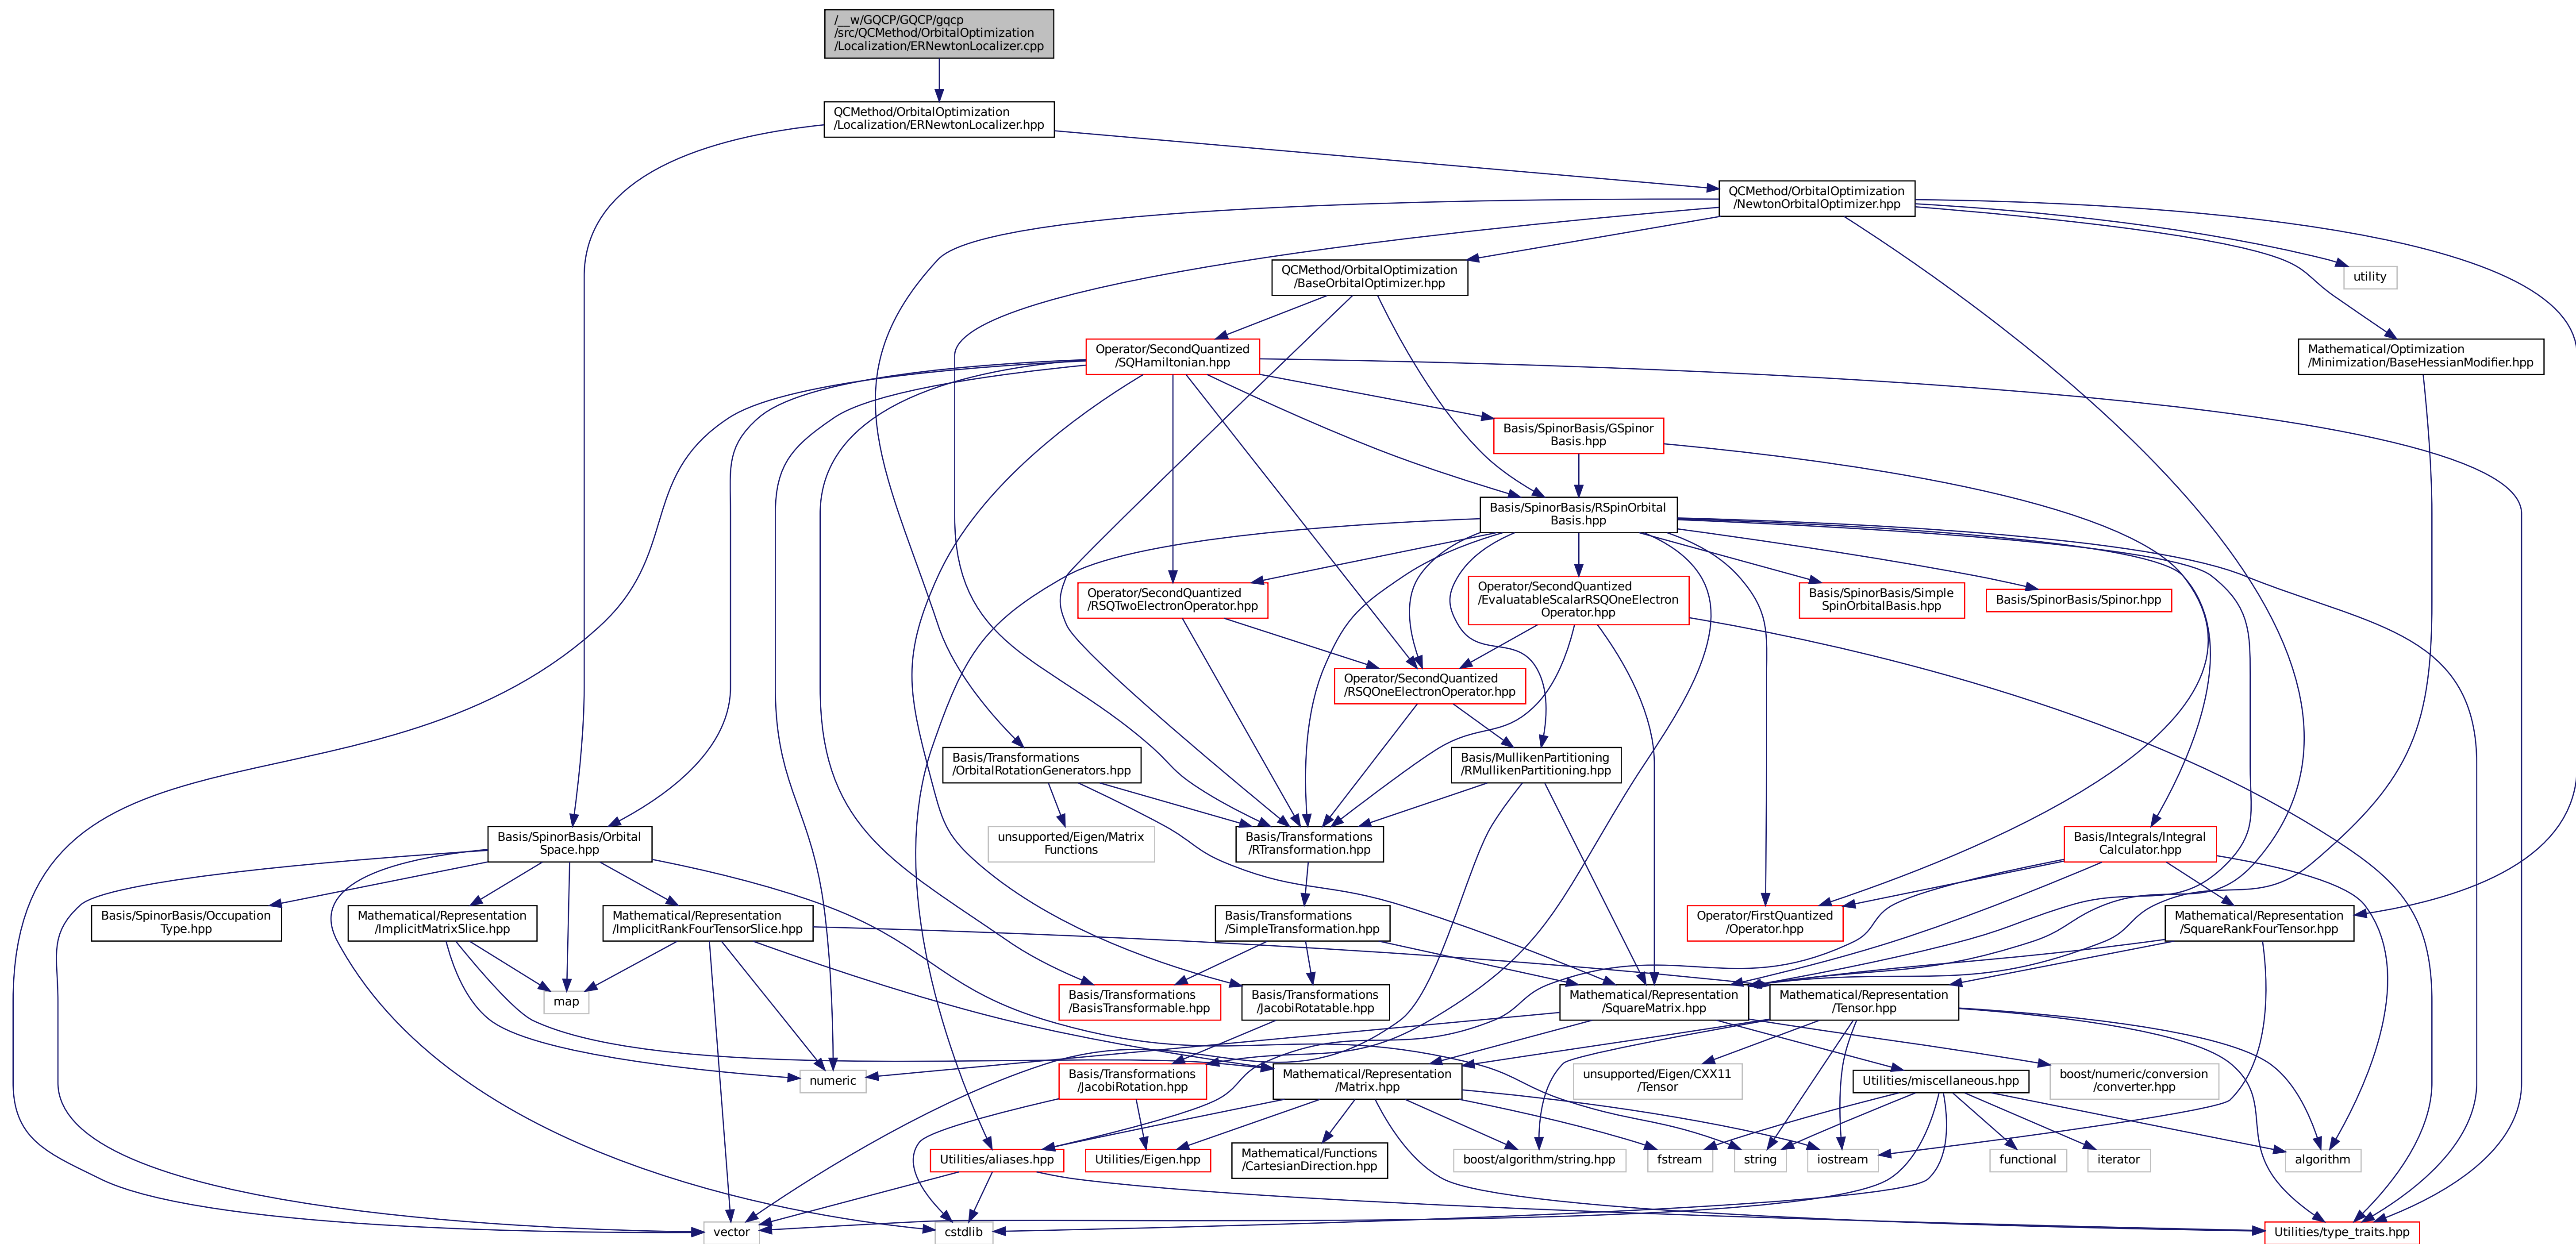 /__w/GQCP/GQCP/gqcp
/src/QCMethod/OrbitalOptimization
/Localization/ERNewtonLocalizer.cpp
QCMethod/OrbitalOptimization
/Localization/ERNewtonLocalizer.hpp
QCMethod/OrbitalOptimization
/NewtonOrbitalOptimizer.hpp
QCMethod/OrbitalOptimization
/BaseOrbitalOptimizer.hpp
utility
Operator/SecondQuantized
/SQHamiltonian.hpp
Mathematical/Optimization
/Minimization/BaseHessianModifier.hpp
Basis/SpinorBasis/GSpinor
Basis.hpp
Basis/SpinorBasis/RSpinOrbital
Basis.hpp
Operator/SecondQuantized
/RSQTwoElectronOperator.hpp
Operator/SecondQuantized
/EvaluatableScalarRSQOneElectron
Operator.hpp
Basis/SpinorBasis/Simple
SpinOrbitalBasis.hpp
Basis/SpinorBasis/Spinor.hpp
Operator/SecondQuantized
/RSQOneElectronOperator.hpp
Basis/Transformations
/OrbitalRotationGenerators.hpp
Basis/MullikenPartitioning
/RMullikenPartitioning.hpp
Basis/SpinorBasis/Orbital
Space.hpp
unsupported/Eigen/Matrix
Functions
Basis/Transformations
/RTransformation.hpp
Basis/Integrals/Integral
Calculator.hpp
Basis/SpinorBasis/Occupation
Type.hpp
Mathematical/Representation
/ImplicitMatrixSlice.hpp
Mathematical/Representation
/ImplicitRankFourTensorSlice.hpp
Basis/Transformations
/SimpleTransformation.hpp
Operator/FirstQuantized
/Operator.hpp
Mathematical/Representation
/SquareRankFourTensor.hpp
map
Basis/Transformations
/BasisTransformable.hpp
Basis/Transformations
/JacobiRotatable.hpp
Mathematical/Representation
/SquareMatrix.hpp
Mathematical/Representation
/Tensor.hpp
numeric
Basis/Transformations
/JacobiRotation.hpp
Mathematical/Representation
/Matrix.hpp
unsupported/Eigen/CXX11
/Tensor
Utilities/miscellaneous.hpp
boost/numeric/conversion
/converter.hpp
Utilities/aliases.hpp
Utilities/Eigen.hpp
Mathematical/Functions
/CartesianDirection.hpp
boost/algorithm/string.hpp
fstream
string
iostream
functional
iterator
algorithm
vector
cstdlib
Utilities/type_traits.hpp